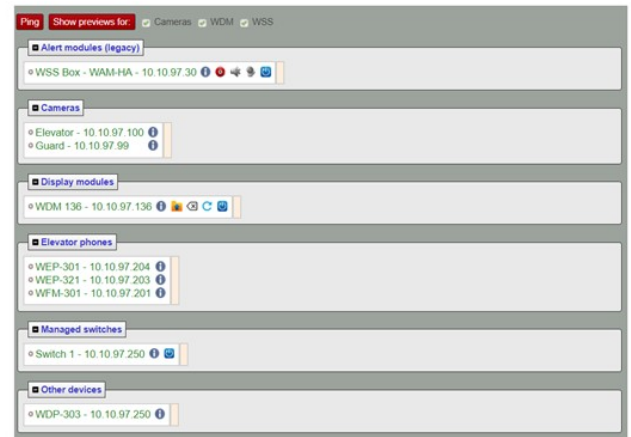 Ping Show previews for: Cameras WDM WSS
Alert modules (legacy)
WSS Box - WAM-HA - 10.10.97.30
Cameras
Elevator - 10.10.97.100
Guard - 10.10.97.99
Display modules
WDM 136 - 10.10.97.136
Elevator phones
WEP-301 - 10.10.97.204
WEP-321 - 10.10.97.203
WFM-301 - 10.10.97.201
Managed switches
Switch 1 - 10.10.97.250
Other devices
WDP-303 - 10.10.97.250